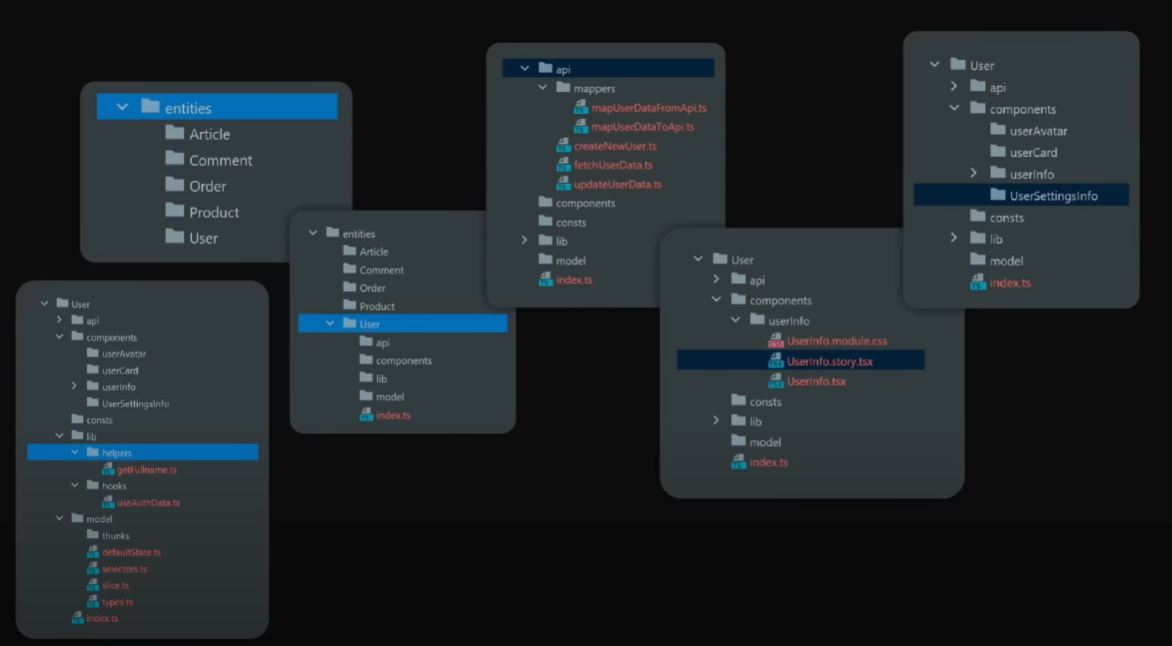 entities
Article
Comment
Order
Product
User
User
api
components
userAvatar
userCard
userInfo
UserSettingsInfo
consts
lib
helpers
getFullname.ts
hooks
useAuthData.ts
model
thunks
defaultState.ts
selectors.ts
slice.ts
types.ts
index.ts
entities
Article
Comment
Order
Product
User
api
components
lib
model
index.ts
api
mappers
mapUserDataFromApi.ts
mapUserDataToApi.ts
createNewUser.ts
fetchUserData.ts
updateUserData.ts
components
consts
lib
model
index.ts
User
api
components
userInfo
UserInfo.module.css
UserInfo.story.tsx
UserInfo.tsx
consts
lib
model
index.ts
User
api
components
userAvatar
userCard
userInfo
UserSettingsInfo
consts
lib
model
index.ts